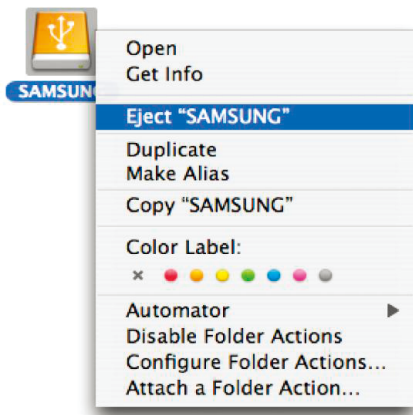 SAMSUNG
Open
Get Info
Eject “SAMSUNG”
Duplicate
Make Alias
Copy “SAMSUNG”
Color Label:
×
Automator
Disable Folder Actions
Configure Folder Actions...
Attach a Folder Action...